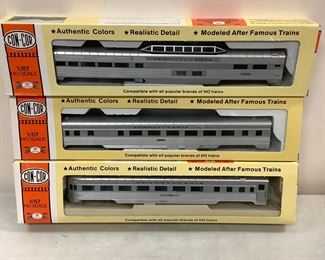 CON-COR
1/87
HO SCALE
★Authentic Colors ★Realistic Detail ★Modeled After Famous Trains
PENNSYLVANIA
Compatible with all popular brands of HO trains
CON-COR
1/87
HO SCALE
★Authentic Colors ★Realistic Detail ★Modeled After Famous Trains
PENNSYLVANIA
Compatible with all popular brands of HO trains
CON-COR
1/87
HO SCALE
★Authentic Colors ★Realistic Detail ★Modeled After Famous Trains
PENNSYLVANIA
Compatible with all popular brands of HO trains